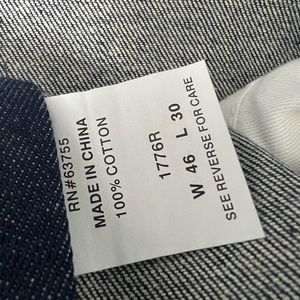 RN#63755
MADE IN CHINA
100% COTTON
1776R
W 46 L 30
SEE REVERSE FOR CARE